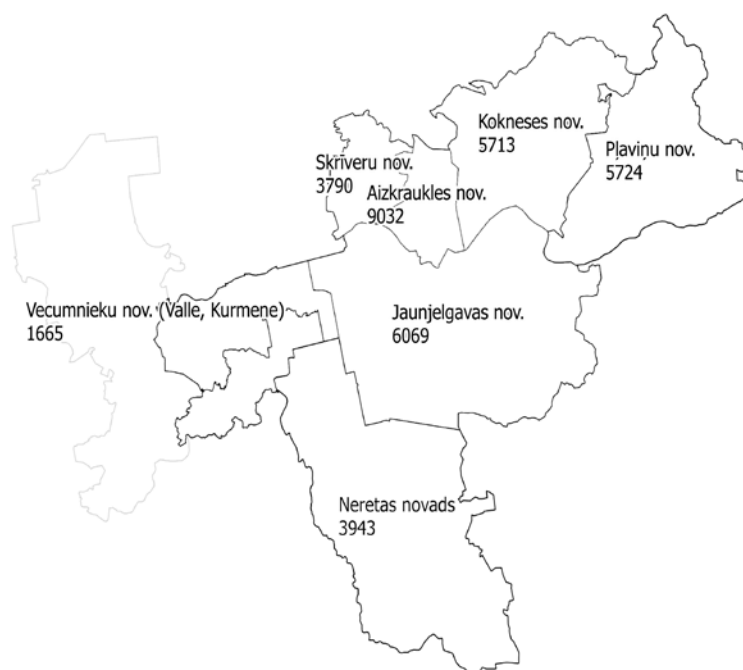 Kokneses nov.
5713
Pļaviņu nov.
5724
Skrīveru nov.
3790
Aizkraukles nov.
9032
Vecumnieku nov. (Valle, Kurmene)
1665
Jaunjelgavas nov.
6069
Neretas novads
3943